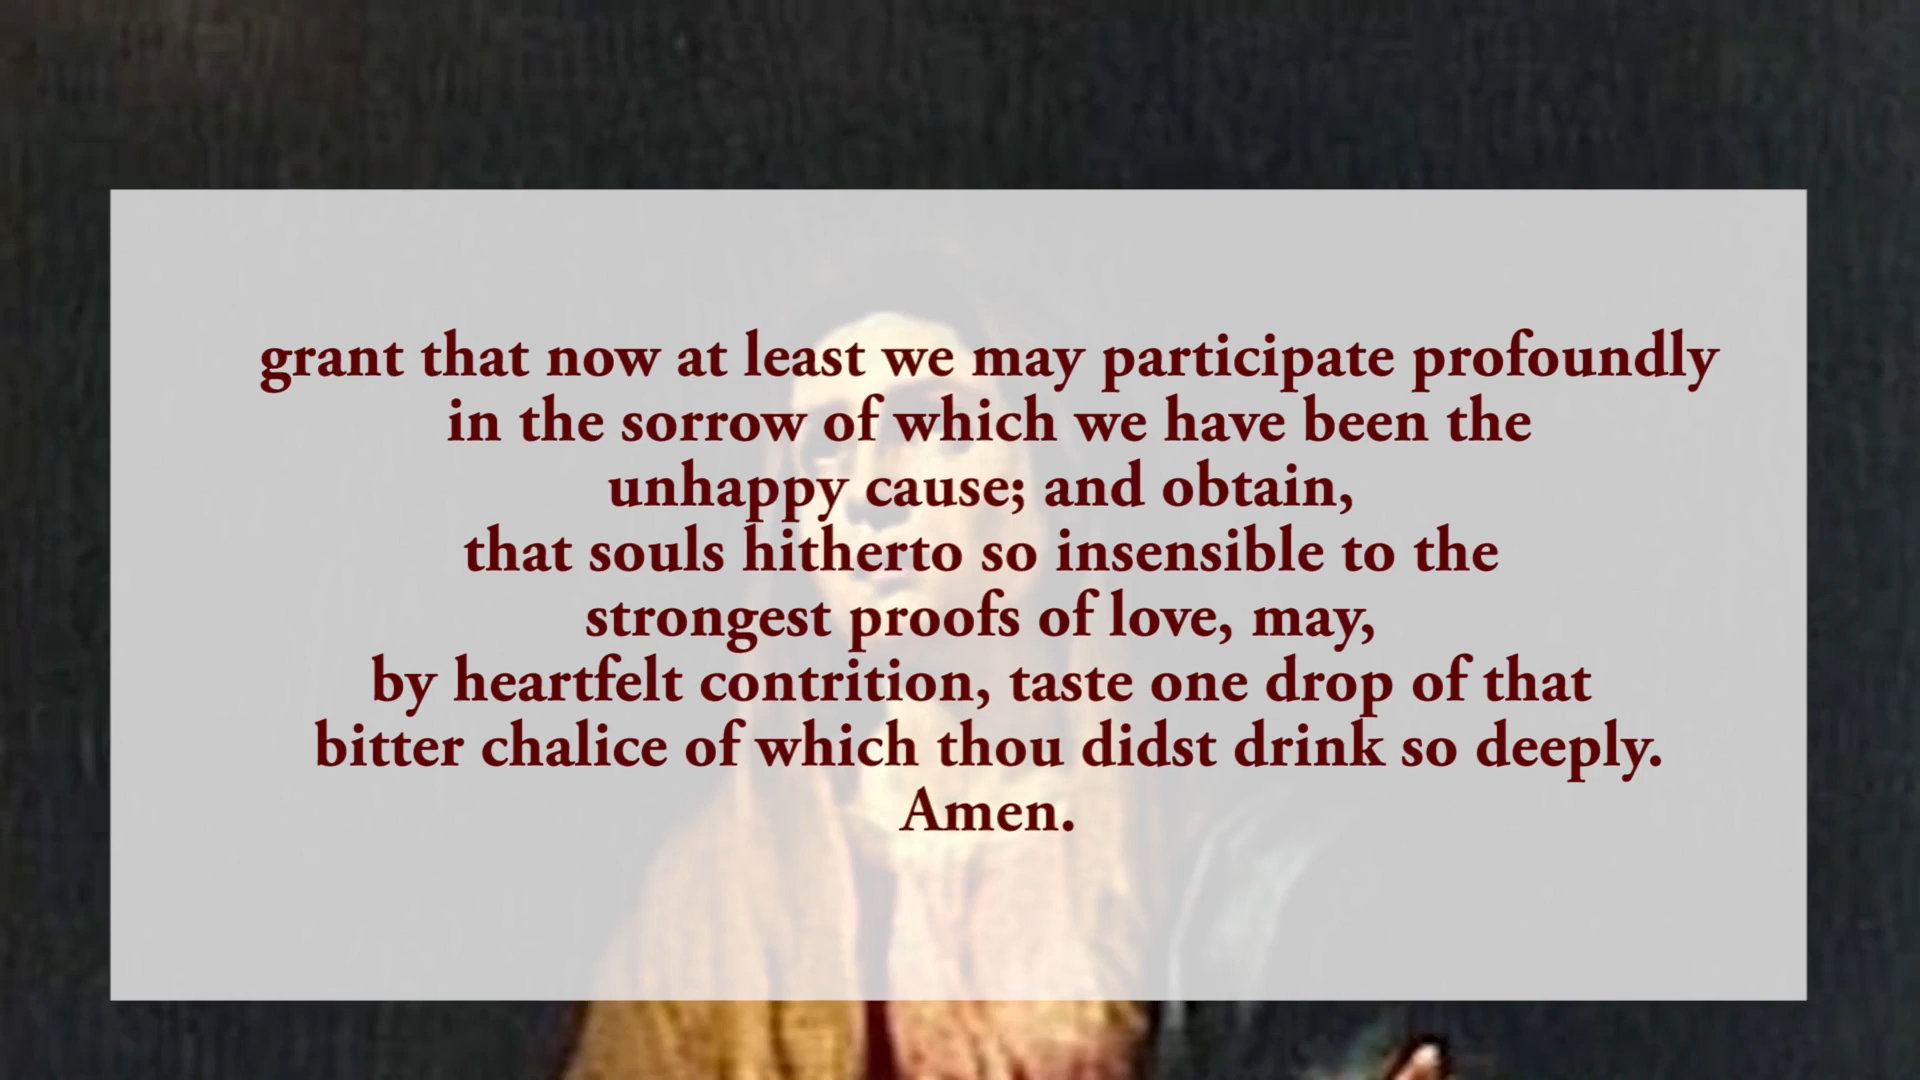 grant that now at least we may participate profoundly
in the sorrow of which we have been the
unhappy cause; and obtain,
that souls hitherto so insensible to the
strongest proofs of love, may,
by heartfelt contrition, taste one drop of that
bitter chalice of which thou didst drink so deeply.
Amen.